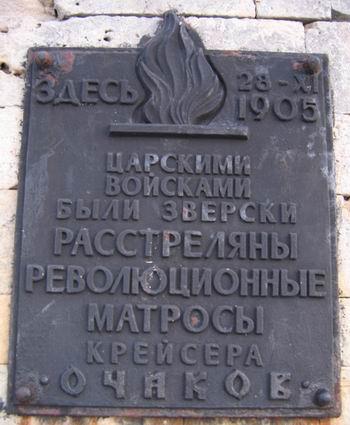 ЗДЕСЬ 28-XI
1905
ЦАРСКИМИ
ВОЙСКАМИ
БЫЛИ ЗВЕРСКИ
РАССТРЕЛЯНЫ
РЕВОЛЮЦИОННЫЕ
МАТРОСЫ
КРЕЙСЕРА
·ОЧАКОВ·